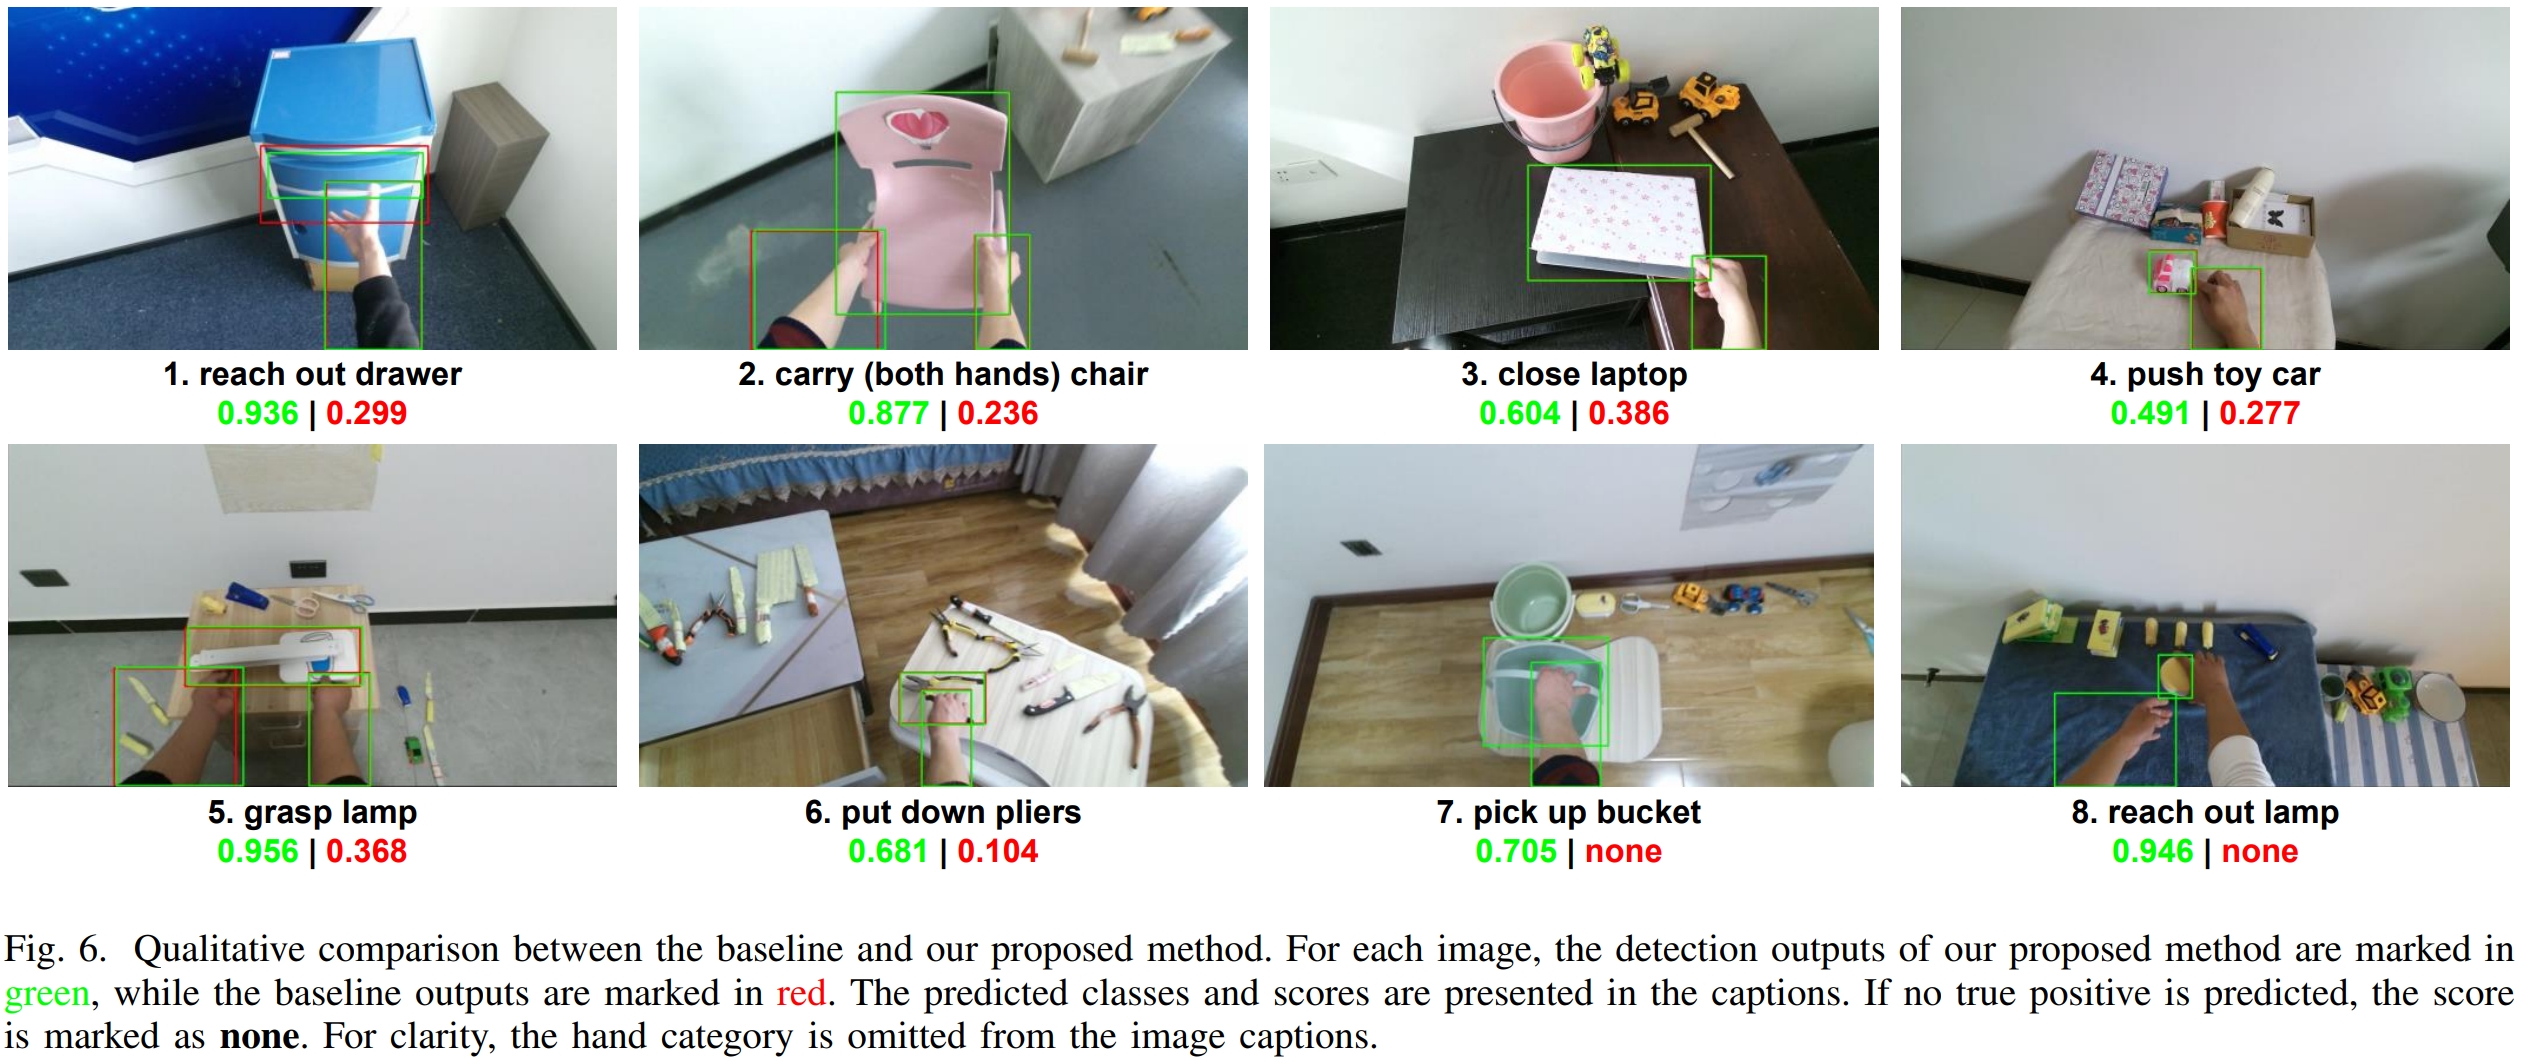 1. reach out drawer
0.936 | 0.299
2. carry (both hands) chair
0.877 | 0.236
3. close laptop
0.604 | 0.386
4. push toy car
0.491 | 0.277
5. grasp lamp
0.956 | 0.368
6. put down pliers
0.681 | 0.104
7. pick up bucket
0.705 | none
8. reach out lamp
0.946 | none
Fig. 6. Qualitative comparison between the baseline and our proposed method. For each image, the detection outputs of our proposed method are marked in
green, while the baseline outputs are marked in red. The predicted classes and scores are presented in the captions. If no true positive is predicted, the score
is marked as none. For clarity, the hand category is omitted from the image captions.